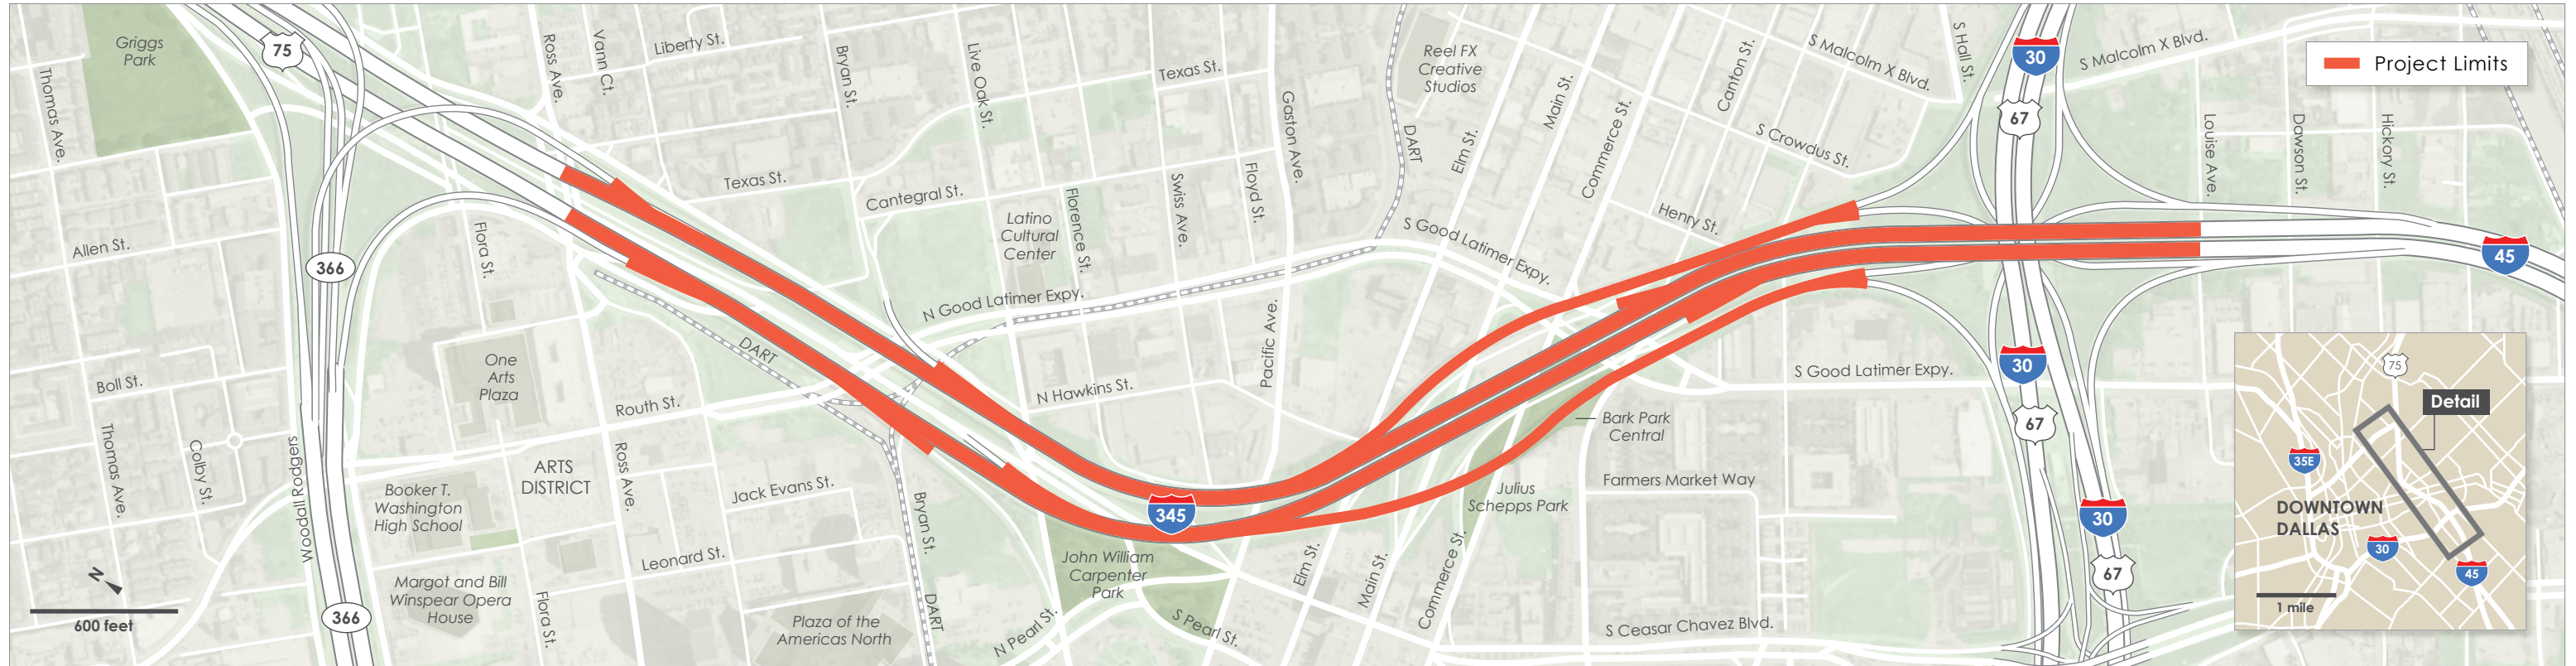 Griggs
Park
75
Thomas Ave.
Ross Ave.
Vann Ct.
Liberty St.
Bryan St.
Live Oak St.
Texas St.
Gaston Ave.
DART
Reel FX
Creative
Studios
Elm St.
Main St.
Commerce St.
Canton St.
S Malcolm X Blvd.
S Hall St.
30
S Malcolm X Blvd.
Project Limits
67
S Crowdus St.
Louise Ave.
Dawson St.
Hickory St.
Texas St.
Cantegral St.
Latino
Cultural
Center
Florence St.
Swiss Ave.
Floyd St.
Henry St.
S Good Latimer Expy.
Allen St.
366
Flora St.
45
N Good Latimer Expy.
DART
Pacific Ave.
One
Arts
Plaza
Boll St.
Routh St.
N Hawkins St.
S Good Latimer Expy.
30
67
Bark Park
Central
75
Detail
35E
DOWNTOWN
DALLAS
30
45
1 mile
Thomas Ave.
Colby St.
Woodall Rodgers
ARTS
DISTRICT
Ross Ave.
Booker T.
Washington
High School
Jack Evans St.
Bryan St.
345
Julius
Schepps Park
Farmers Market Way
30
67
N
600 feet
366
Margot and Bill
Winspear Opera
House
Flora St.
Leonard St.
Plaza of the
Americas North
DART
John William
Carpenter
Park
N Pearl St.
S Pearl St.
Elm St.
Main St.
Commerce St.
S Ceasar Chavez Blvd.